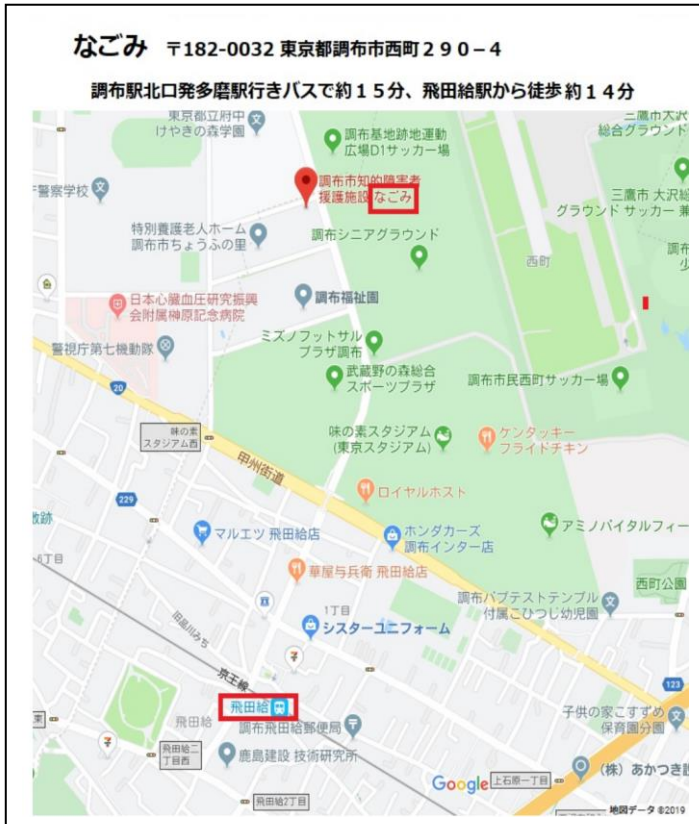 なごみ 〒182-0032 東京都調布市西町290-4
調布駅北口発多磨駅行きバスで約15分、飛田給駅から徒歩約14分
東京都立府中
けやきの森学園
調布基地跡地運動
広場D1サッカー場
三鷹市大沢
総合グラウンド
警察学校
調布市知的障害者
援護施設なごみ
三鷹市 大沢総
グラウンド サッカー 兼
特別養護老人ホーム
調布市ちょうふの里
調布シニアグラウンド
西町
調布
少
日本心臓血圧研究振興
会附属榊原記念病院
調布福祉園
警視庁第七機動隊
ミズノフットサル
プラザ調布
武蔵野の森総合
スポーツプラザ
調布市民西町サッカー場
20
味の素
スタジアム西
味の素スタジアム
(東京スタジアム)
ケンタッキー
フライドチキン
甲州街道
ロイヤルホスト
229
マルエツ 飛田給店
ホンダカーズ
調布インター店
アミノバイタルフィー
6丁目
華屋与兵衛 飛田給店
西町公園
旧品川みち
1丁目
調布バプテストテンプル
付属こひつじ幼児園
シスターユニフォーム
京王線
123
飛田給
飛田給
調布飛田給郵便局
子供の家こすずめ
保育園分園
飛田給二
丁目西
鹿島建設 技術研究所
Google
上石原一丁目
(株) あかつき
飛田給2丁目
地図データ ©2019